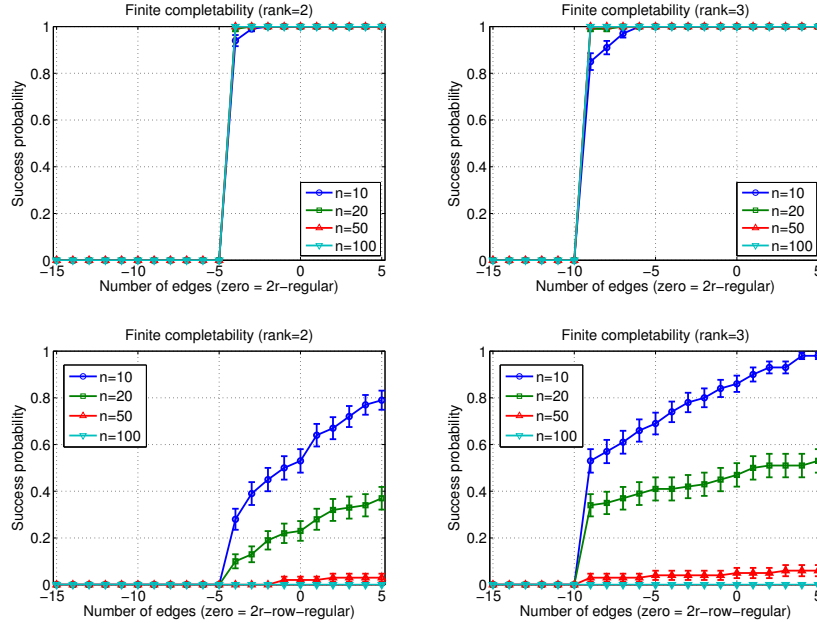 Finite completability (rank=2)
1
0.8
0.6
0.4
0.2
0
Success probability
−15
−10
−5
0
5
Number of edges (zero = 2r-regular)
n=10
n=20
n=50
n=100
Finite completability (rank=3)
1
0.8
0.6
0.4
0.2
0
Success probability
−15
−10
−5
0
5
Number of edges (zero = 2r-regular)
n=10
n=20
n=50
n=100
Finite completability (rank=2)
1
0.8
0.6
0.4
0.2
0
Success probability
−15
−10
−5
0
5
Number of edges (zero = 2r-row-regular)
n=10
n=20
n=50
n=100
Finite completability (rank=3)
1
0.8
0.6
0.4
0.2
0
Success probability
−15
−10
−5
0
5
Number of edges (zero = 2r-row-regular)
n=10
n=20
n=50
n=100